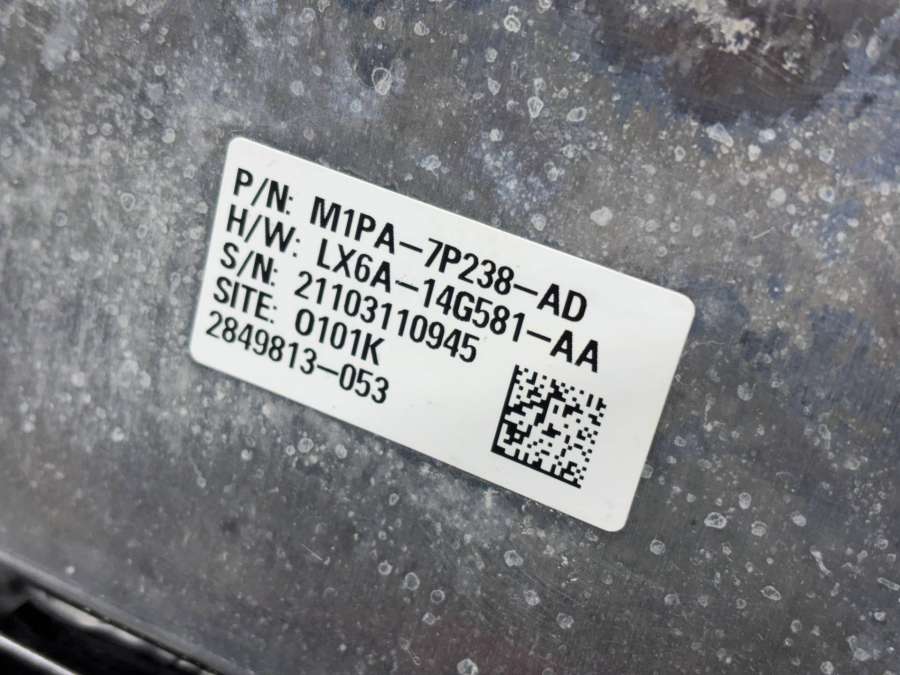 P/N: M1PA-7P238-AD
H/W: LX6A-14G581-AA
S/N: 21103110945
SITE: 0101K
2849813-053